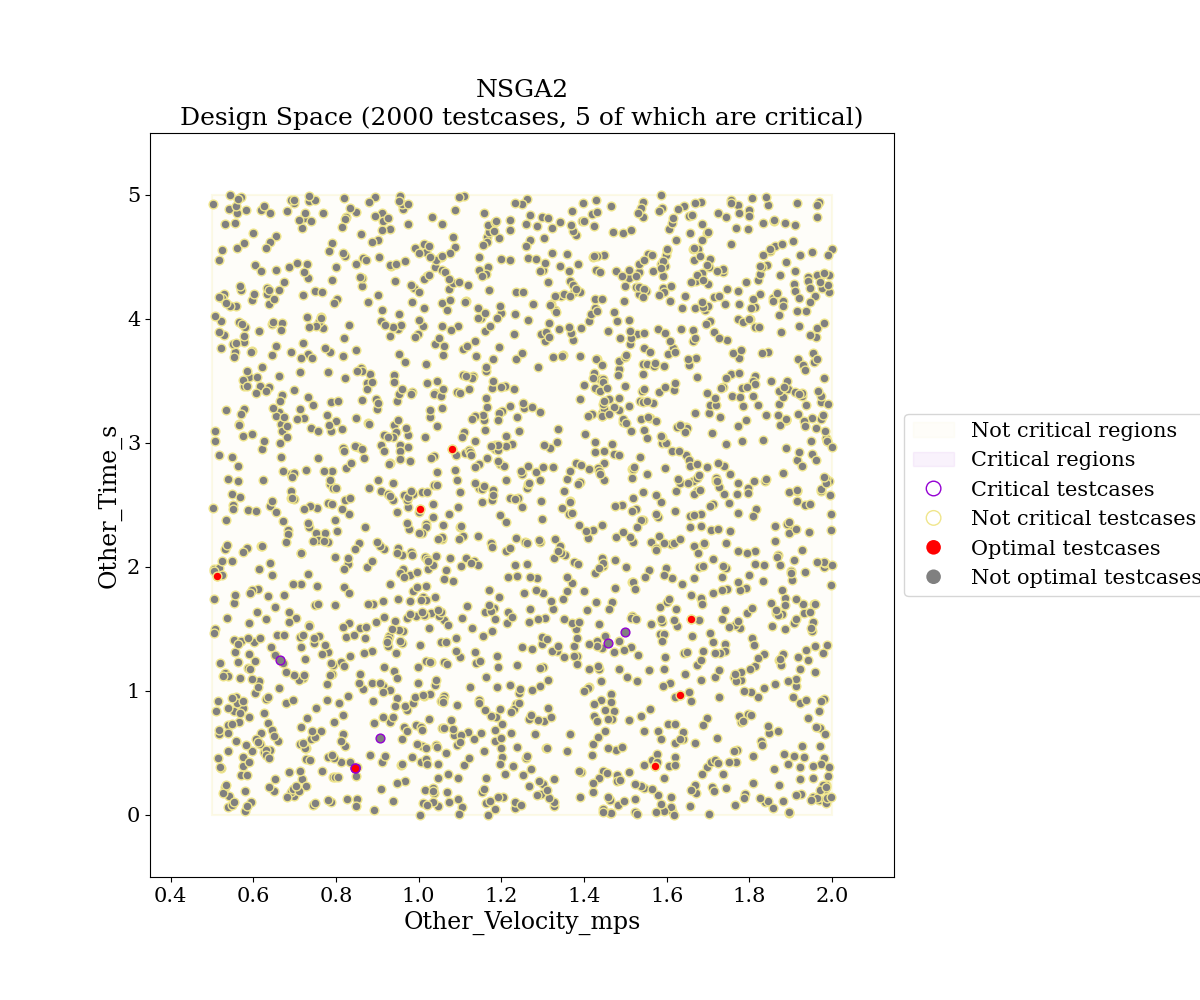 NSGA2
Design Space (2000 testcases, 5 of which are critical)
Other_Time_s
5
4
3
2
1
0
0.4 0.6 0.8 1.0 1.2 1.4 1.6 1.8 2.0
Other_Velocity_mps
Not critical regions
Critical regions
Critical testcases
Not critical testcases
Optimal testcases
Not optimal testcases